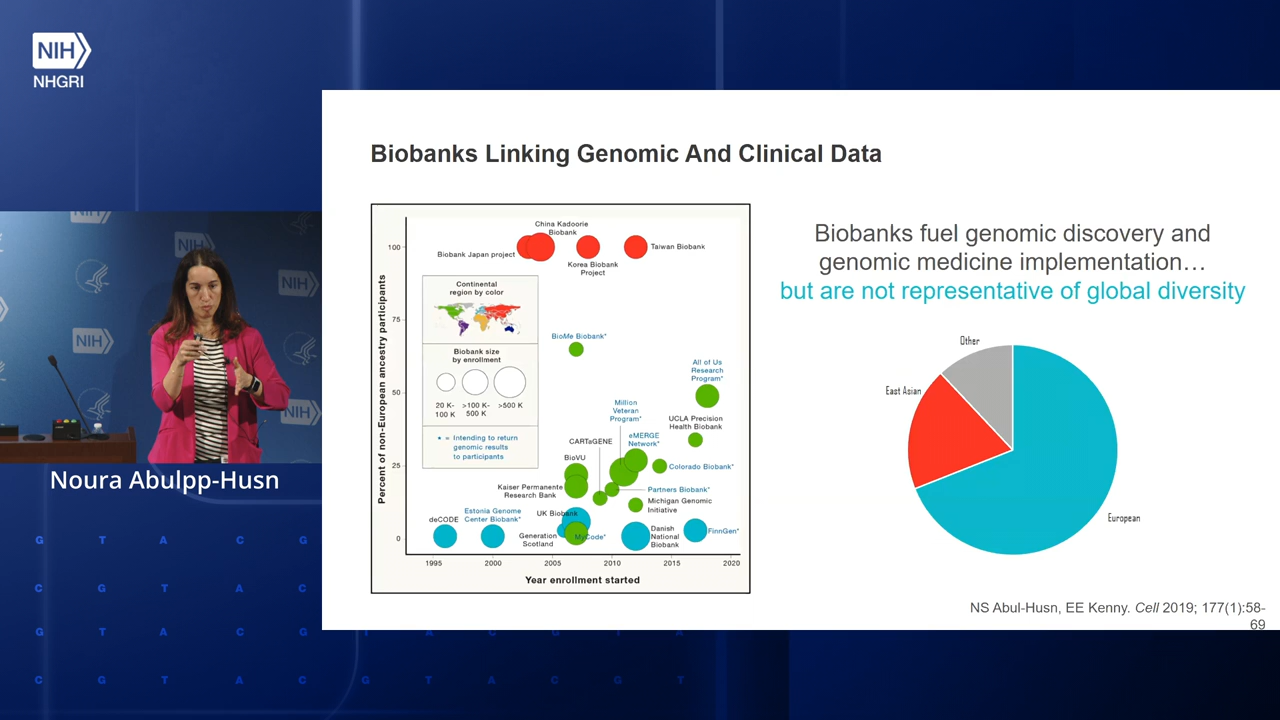 NIH
NHGRI
Noura Abulpp-Husn
Biobanks Linking Genomic And Clinical Data
Percent of non-European ancestry participants
100
75
50
25
0
China Kadoorie
Biobank
Biobank Japan project
Korea Biobank
Project
Taiwan Biobank
Continental
region by color
Biobank size
by enrollment
20 K-
100 K
>100 K-
500 K
>500 K
* = Intending to return
genomic results
to participants
BioMe Biobank*
All of Us
Research
Program*
Million
Veteran
Program*
UCLA Precision
Health Biobank
CARTaGENE
eMERGE
Network*
BioVU
Colorado Biobank*
Kaiser Permanente
Research Bank
Partners Biobank*
Michigan Genomic
Initiative
deCODE
Estonia Genome
Center Biobank*
UK Biobank
Generation
Scotland
MyCode*
Danish
National
Biobank
FinnGen*
1995
2000
2005
2010
2015
2020
Year enrollment started
Biobanks fuel genomic discovery and
genomic medicine implementation…
but are not representative of global diversity
Other
East Asian
European
NS Abul-Husn, EE Kenny. Cell 2019; 177(1):58-
69
NIH
NIH
NIH
NIH
NIH
G T A C G
C G T A C
G T A C G T A C G T A
C G T A C G T A C G T